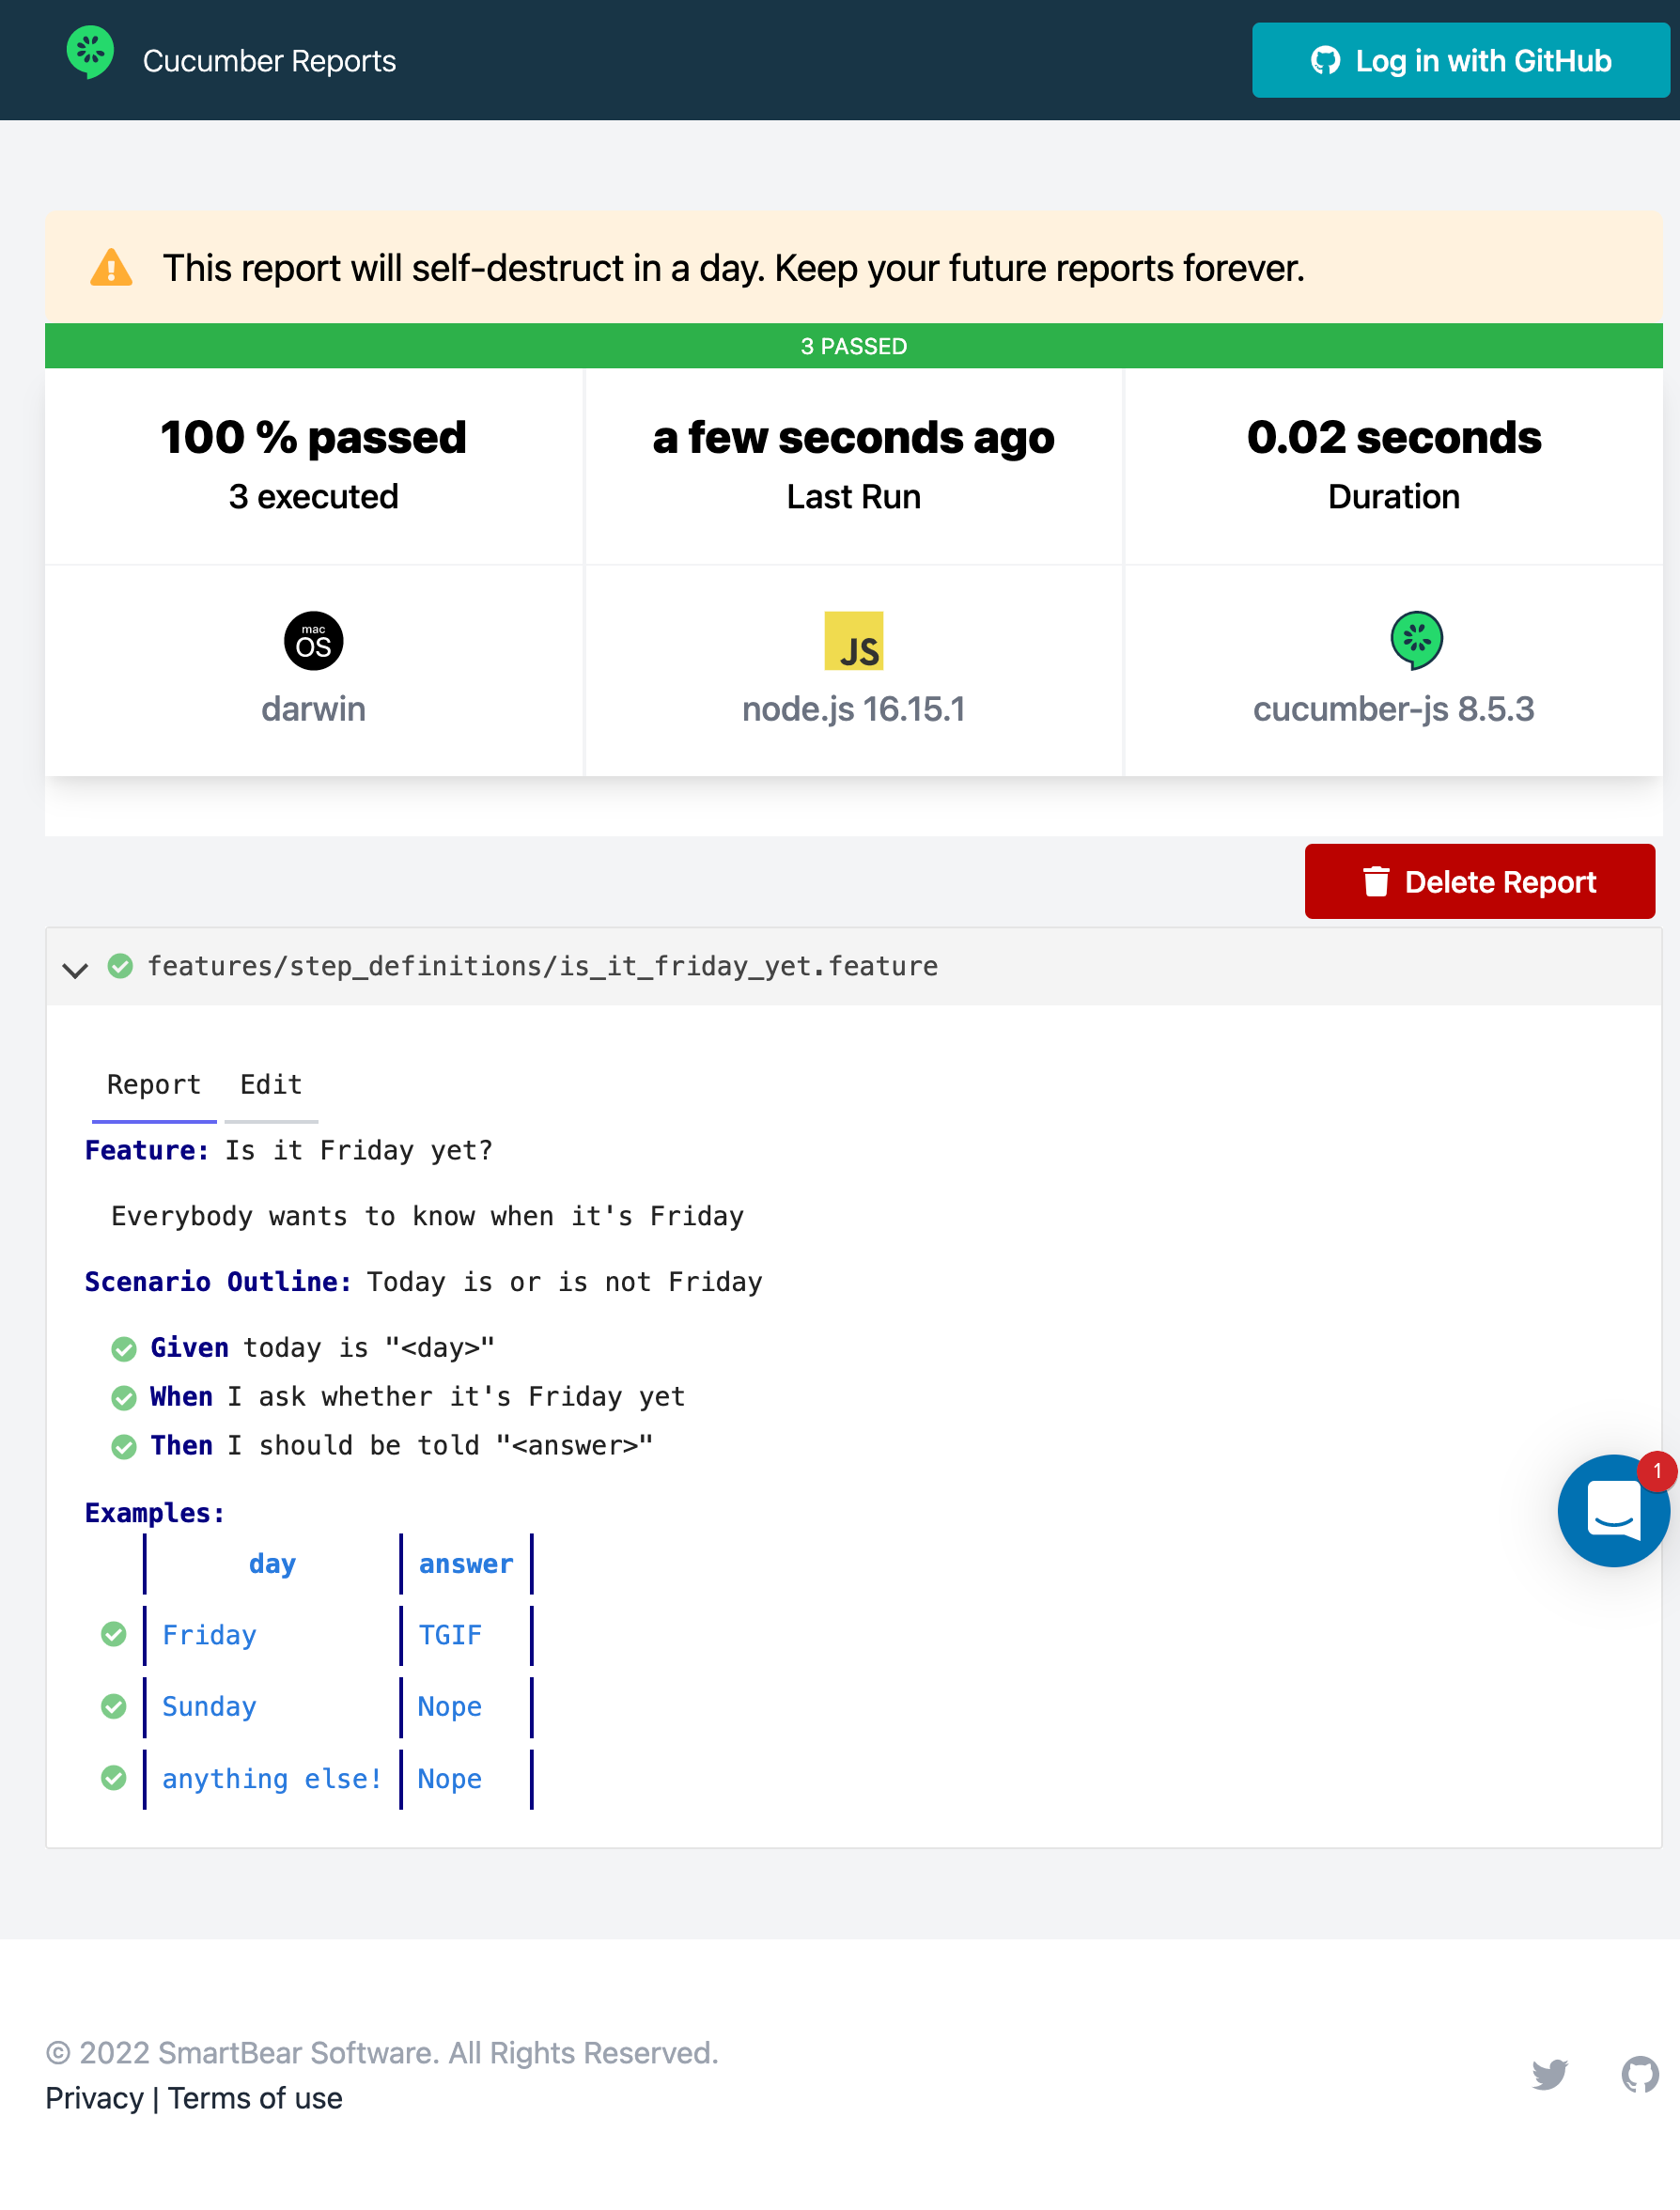 Cucumber Reports
Log in with GitHub
This report will self-destruct in a day. Keep your future reports forever.
3 PASSED
100 % passed
3 executed
a few seconds ago
Last Run
0.02 seconds
Duration
mac
OS
darwin
JS
node.js 16.15.1
cucumber-js 8.5.3
Delete Report
features/step_definitions/is_it_friday_yet.feature
Report Edit
Feature: Is it Friday yet?
Everybody wants to know when it's Friday
Scenario Outline: Today is or is not Friday
Given today is "<day>"
When I ask whether it's Friday yet
Then I should be told "<answer>"
1
Examples:
day answer
Friday TGIF
Sunday Nope
anything else! Nope
© 2022 SmartBear Software. All Rights Reserved.
Privacy | Terms of use